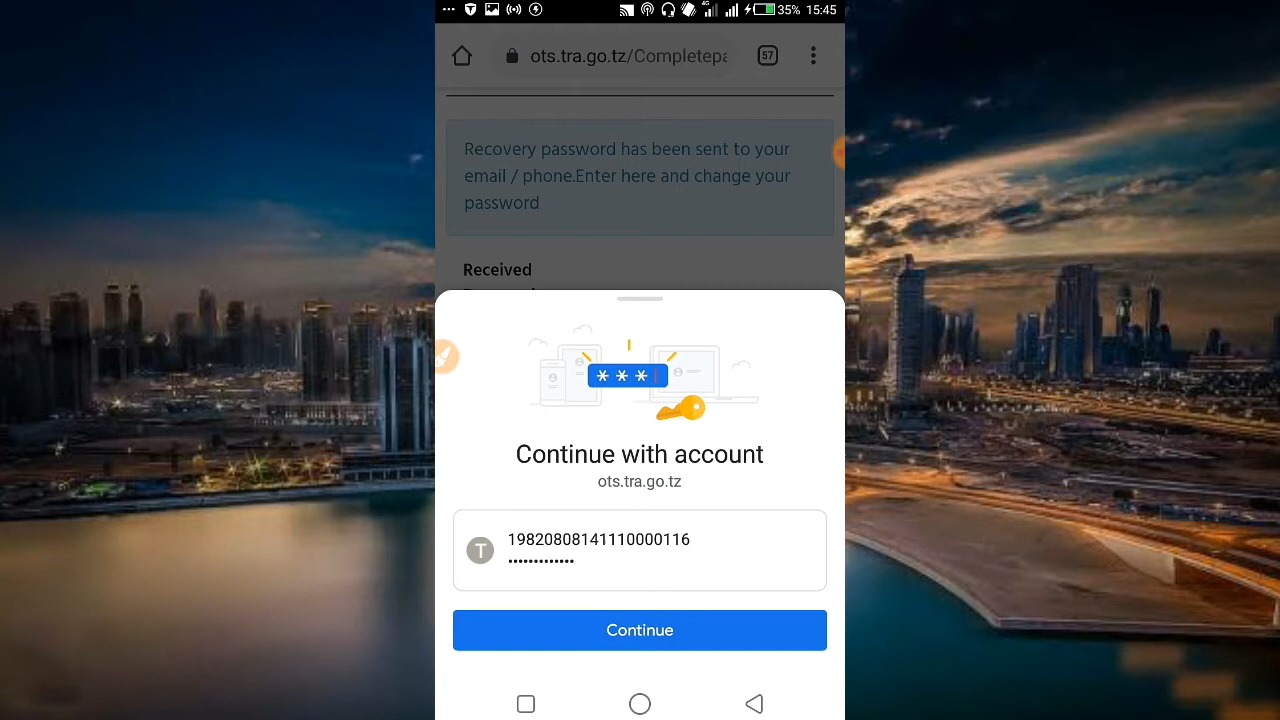 35% 15:45
ots.tra.go.tz/Completepa
57
Recovery password has been sent to your
email / phone.Enter here and change your
password
Received
Continue with account
ots.tra.go.tz
T
19820808141110000116
•••••••••••••
Continue